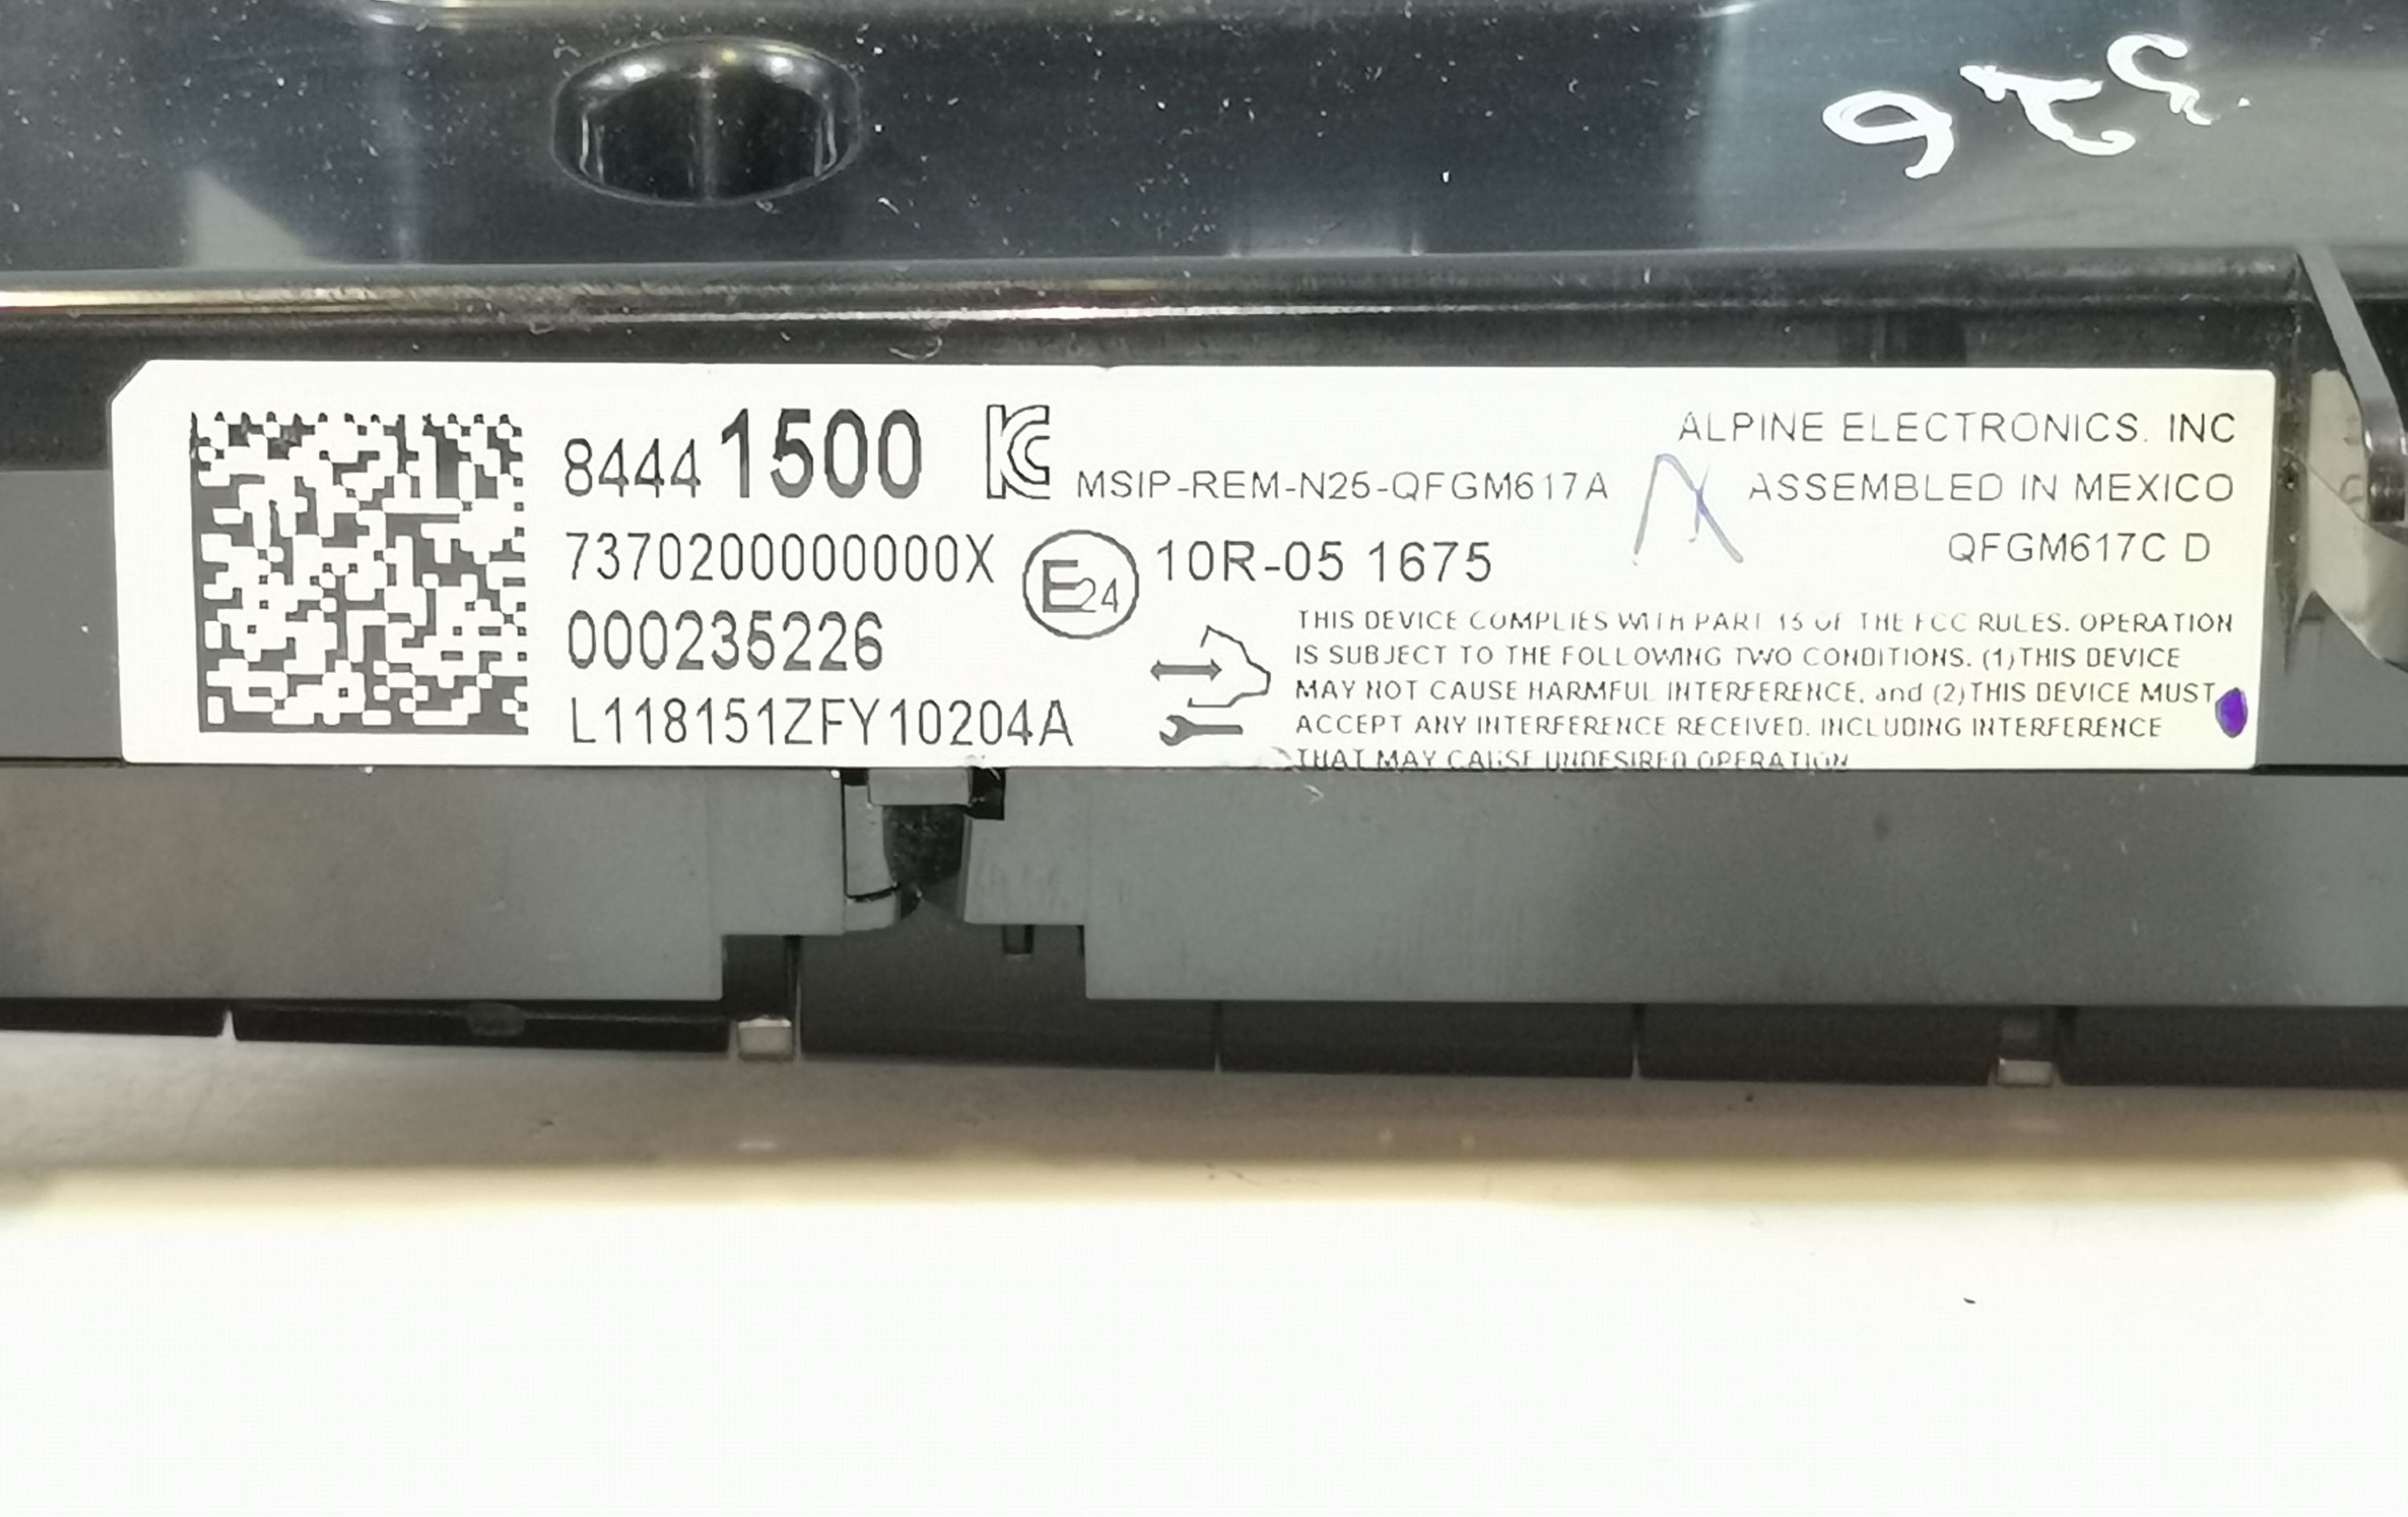 84441500
MSIP-REM-N25-QFGM617A
7370200000000X
E24 10R-05 1675
000235226
L118151ZFY10204A
ALPINE ELECTRONICS. INC
ASSEMBLED IN MEXICO
QFGM617C D
THIS DEVICE COMPLIES WITH PART 15 OF THE FCC RULES. OPERATION
IS SUBJECT TO THE FOLLOWING TWO CONDITIONS. (1)THIS DEVICE
MAY NOT CAUSE HARMFUL INTERFERENCE, and (2)THIS DEVICE MUST
ACCEPT ANY INTERFERENCE RECEIVED. INCLUDING INTERFERENCE
THAT MAY CAUSE UNDESIRED OPERATION